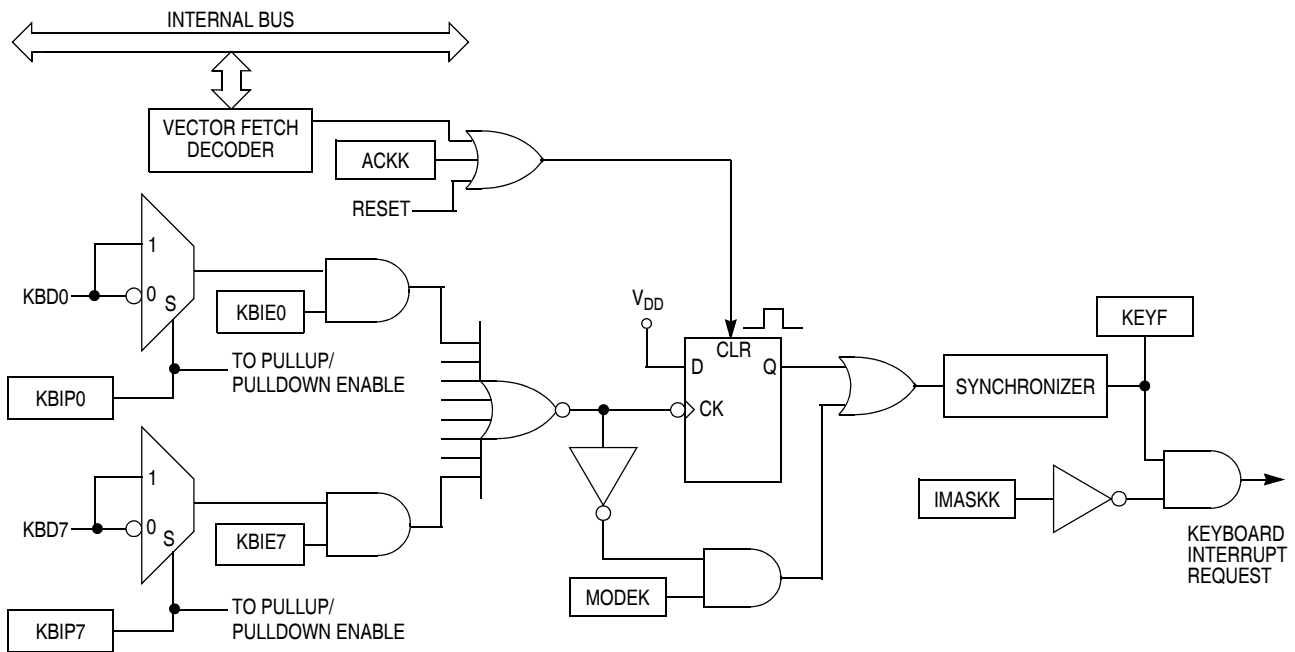 INTERNAL BUS
VECTOR FETCH
DECODER
ACKK
RESET
1
KBD0
0
S
KBIE0
TO PULLUP/
PULLDOWN ENABLE
KBIP0
VDD
CLR
D
Q
CK
KEYF
SYNCHRONIZER
1
KBD7
0
S
KBIE7
TO PULLUP/
PULLDOWN ENABLE
KBIP7
MODEK
IMASKK
KEYBOARD
INTERRUPT
REQUEST